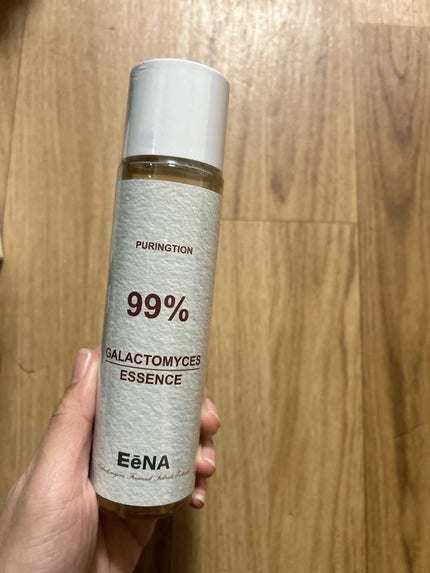 PURINGTION
99%
GALACTOMYCES
ESSENCE
EēNA